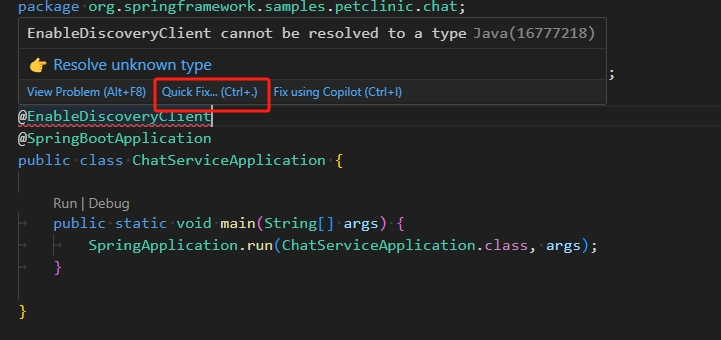 package org.springframework.samples.petclinic.chat;
EnableDiscoveryClient cannot be resolved to a type Java(16777218)
👉 Resolve unknown type
;
View Problem (Alt+F8) Quick Fix... (Ctrl+.) Fix using Copilot (Ctrl+I)
@EnableDiscoveryClient
@SpringBootApplication
public class ChatServiceApplication {
Run | Debug
public static void main(String[] args) {
SpringApplication.run(ChatServiceApplication.class, args);
}
}